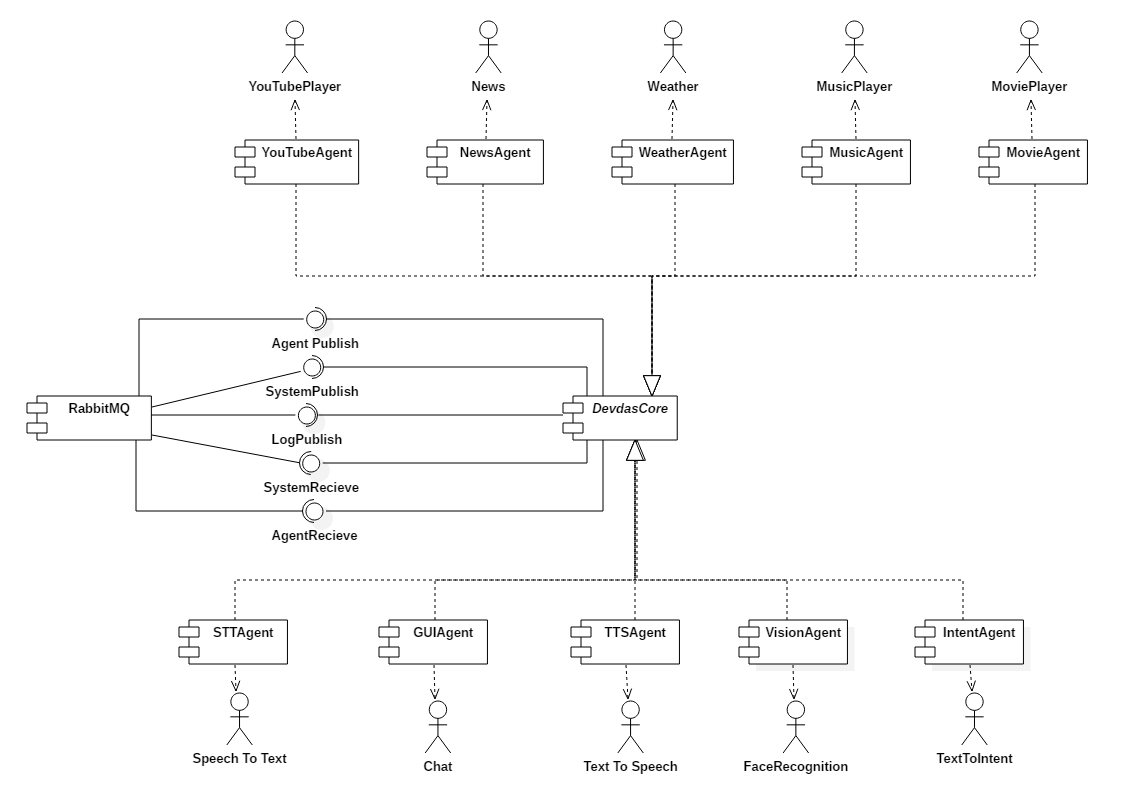 YouTubePlayer
News
Weather
MusicPlayer
MoviePlayer
YouTubeAgent
NewsAgent
WeatherAgent
MusicAgent
MovieAgent
Agent Publish
SystemPublish
RabbitMQ
DevdasCore
LogPublish
SystemRecieve
AgentRecieve
STTAgent
GUIAgent
TTSAgent
VisionAgent
IntentAgent
Speech To Text
Chat
Text To Speech
FaceRecognition
TextToIntent